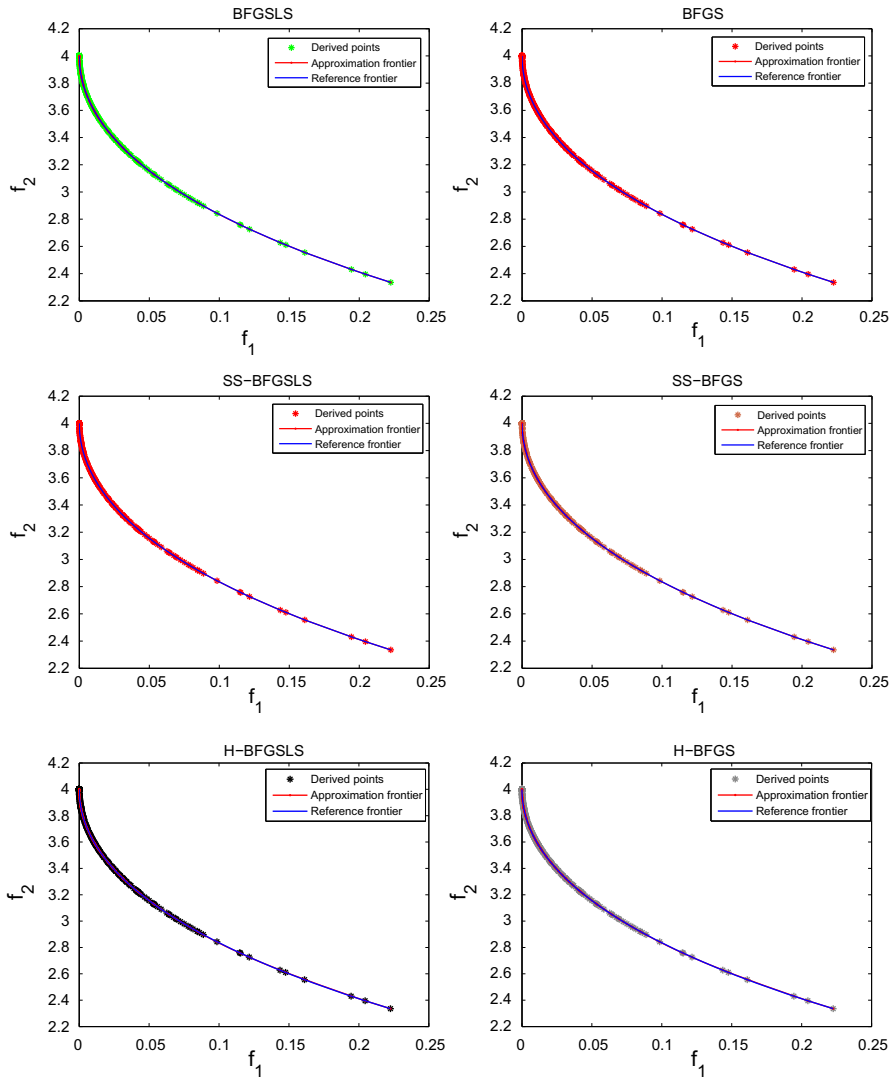 BFGSLS
4.2
4
3.8
3.6
3.4
3.2
3
2.8
2.6
2.4
2.2
f2
0
0.05
0.1
0.15
0.2
0.25
f1
Derived points
Approximation frontier
Reference frontier
BFGS
4.2
4
3.8
3.6
3.4
3.2
3
2.8
2.6
2.4
2.2
f2
0
0.05
0.1
0.15
0.2
0.25
f1
Derived points
Approximation frontier
Reference frontier
SS−BFGSLS
4.2
4
3.8
3.6
3.4
3.2
3
2.8
2.6
2.4
2.2
f2
0
0.05
0.1
0.15
0.2
0.25
f1
Derived points
Approximation frontier
Reference frontier
SS−BFGS
4.2
4
3.8
3.6
3.4
3.2
3
2.8
2.6
2.4
2.2
f2
0
0.05
0.1
0.15
0.2
0.25
f1
Derived points
Approximation frontier
Reference frontier
H−BFGSLS
4.2
4
3.8
3.6
3.4
3.2
3
2.8
2.6
2.4
2.2
f2
0
0.05
0.1
0.15
0.2
0.25
f1
Derived points
Approximation frontier
Reference frontier
H−BFGS
4.2
4
3.8
3.6
3.4
3.2
3
2.8
2.6
2.4
2.2
f2
0
0.05
0.1
0.15
0.2
0.25
f1
Derived points
Approximation frontier
Reference frontier